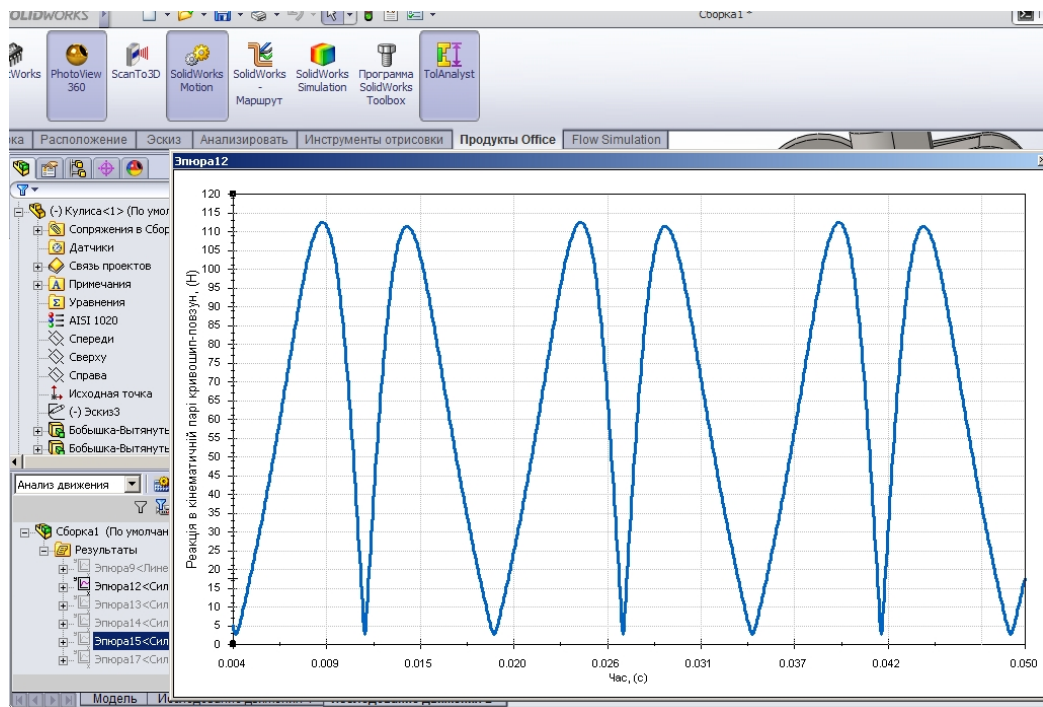 SOLIDWORKS
Сборка1 *
tWorks
PhotoView
360
ScanTo3D
SolidWorks
Motion
SolidWorks
-
Маршрут
SolidWorks
Simulation
Программа
SolidWorks
Toolbox
TolAnalyst
Расположение
Эскиз
Анализировать
Инструменты отрисовки
Продукты Office
Flow Simulation
Эпюра12
(-) Кулиса<1> (По умол
Сопряжения в Сбор
Датчики
Связь проектов
Примечания
Уравнения
AISI 1020
Спереди
Сверху
Справа
Исходная точка
(-) Эскиз3
Бобышка-Вытянуть
Бобышка-Вытянуть
Анализ движения
Сборка1 (По умолчан
Результаты
Эпюра9<Лине
Эпюра12<Сил
Эпюра13<Сил
Эпюра14<Сил
Эпюра15<Сил
Эпюра17<Сил
Модель
Реакція в кінематичній парі кривошип-повзун, (Н)
120
115
110
105
100
95
90
85
80
75
70
65
60
55
50
45
40
35
30
25
20
15
10
5
0
0.004 0.009 0.015 0.020 0.026 0.031 0.037 0.042 0.050
Час, (с)